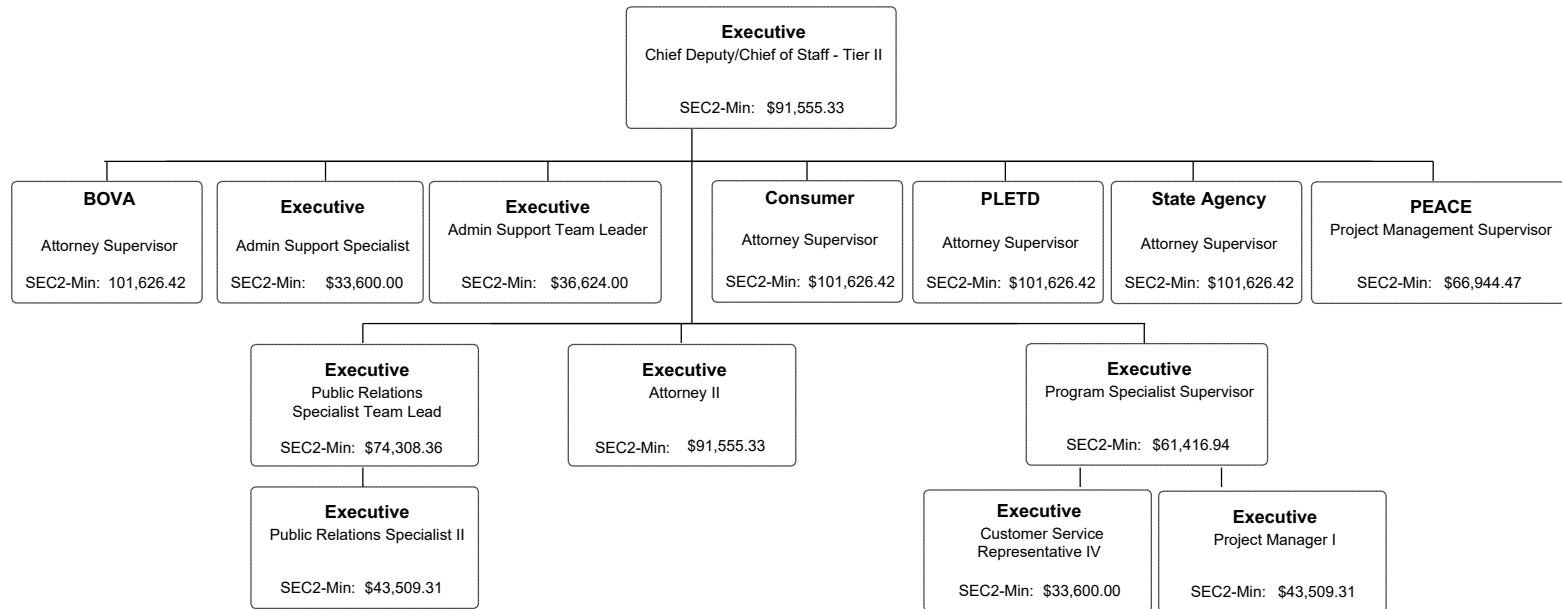 Executive
Chief Deputy/Chief of Staff - Tier II
SEC2-Min: $91,555.33
BOVA
Attorney Supervisor
SEC2-Min: 101,626.42
Executive
Admin Support Specialist
SEC2-Min: $33,600.00
Executive
Admin Support Team Leader
SEC2-Min: $36,624.00
Consumer
Attorney Supervisor
SEC2-Min: $101,626.42
PLETD
Attorney Supervisor
SEC2-Min: $101,626.42
State Agency
Attorney Supervisor
SEC2-Min: $101,626.42
PEACE
Project Management Supervisor
SEC2-Min: $66,944.47
Executive
Public Relations
Specialist Team Lead
SEC2-Min: $74,308.36
Executive
Attorney II
SEC2-Min: $91,555.33
Executive
Program Specialist Supervisor
SEC2-Min: $61,416.94
Executive
Public Relations Specialist II
SEC2-Min: $43,509.31
Executive
Customer Service
Representative IV
SEC2-Min: $33,600.00
Executive
Project Manager I
SEC2-Min: $43,509.31